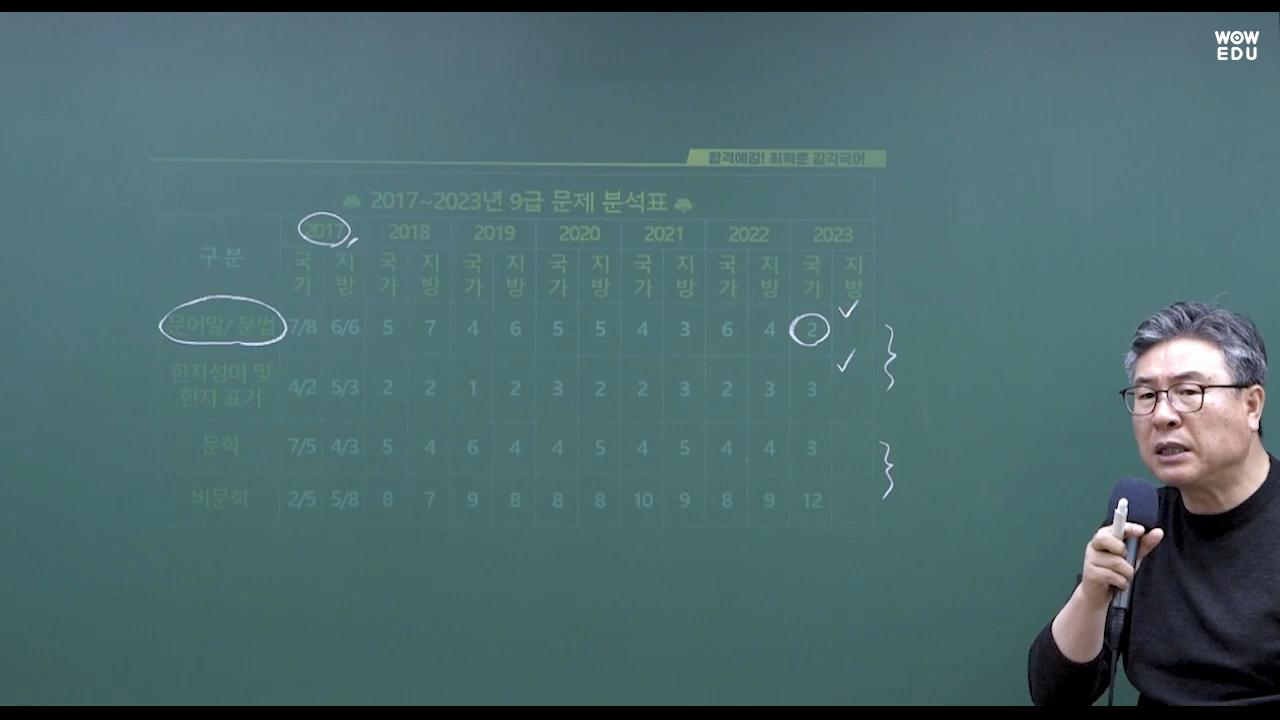 WOW
EDU
합격예감! 최학춘 감각국어
2017~2023년 9급 문제 분석표
구 분 2017 2018 2019 2020 2021 2022 2023
국가 지방 국가 지방 국가 지방 국가 지방 국가 지방 국가 지방 국가 지방
문어말/ 문법 7/8 6/6 5 7 4 6 5 5 4 3 6 4 2
한자성어 및
한자 표기 4/2 5/3 2 2 1 2 3 2 2 3 2 3 3
문학 7/5 4/3 5 4 6 4 4 5 4 5 4 4 3
비문학 2/5 5/8 8 7 9 8 8 8 10 9 8 9 12